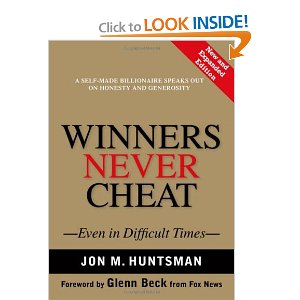 Click to LOOK INSIDE!
New and
Expanded
Edition
A SELF-MADE BILLIONAIRE SPEAKS OUT
ON HONESTY AND GENEROSITY
WINNERS
NEVER
CHEAT
—Even in Difficult Times—
JON M. HUNTSMAN
Foreword by Glenn Beck from Fox News